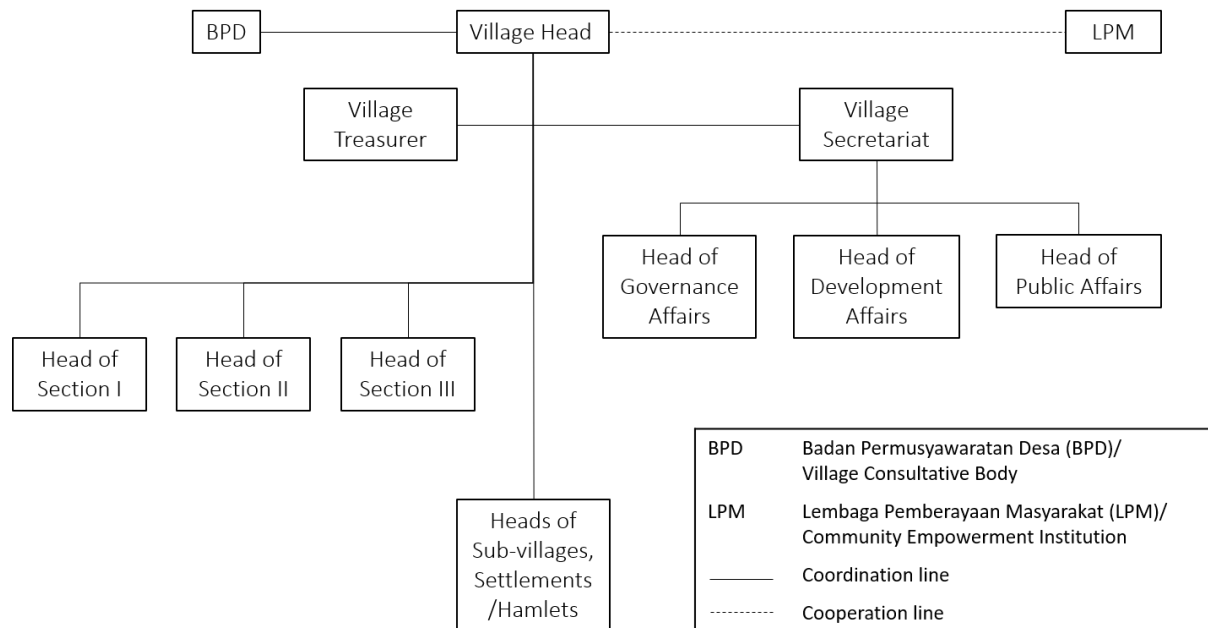 BPD
Village Head
LPM
Village
Treasurer
Village
Secretariat
Head of
Governance
Affairs
Head of
Development
Affairs
Head of
Public Affairs
Head of
Section I
Head of
Section II
Head of
Section III
Heads of
Sub-villages,
Settlements
/Hamlets
BPD Badan Permusyawaratan Desa (BPD)/
Village Consultative Body
LPM Lembaga Pemberayaan Masyarakat (LPM)/
Community Empowerment Institution
Coordination line
Cooperation line